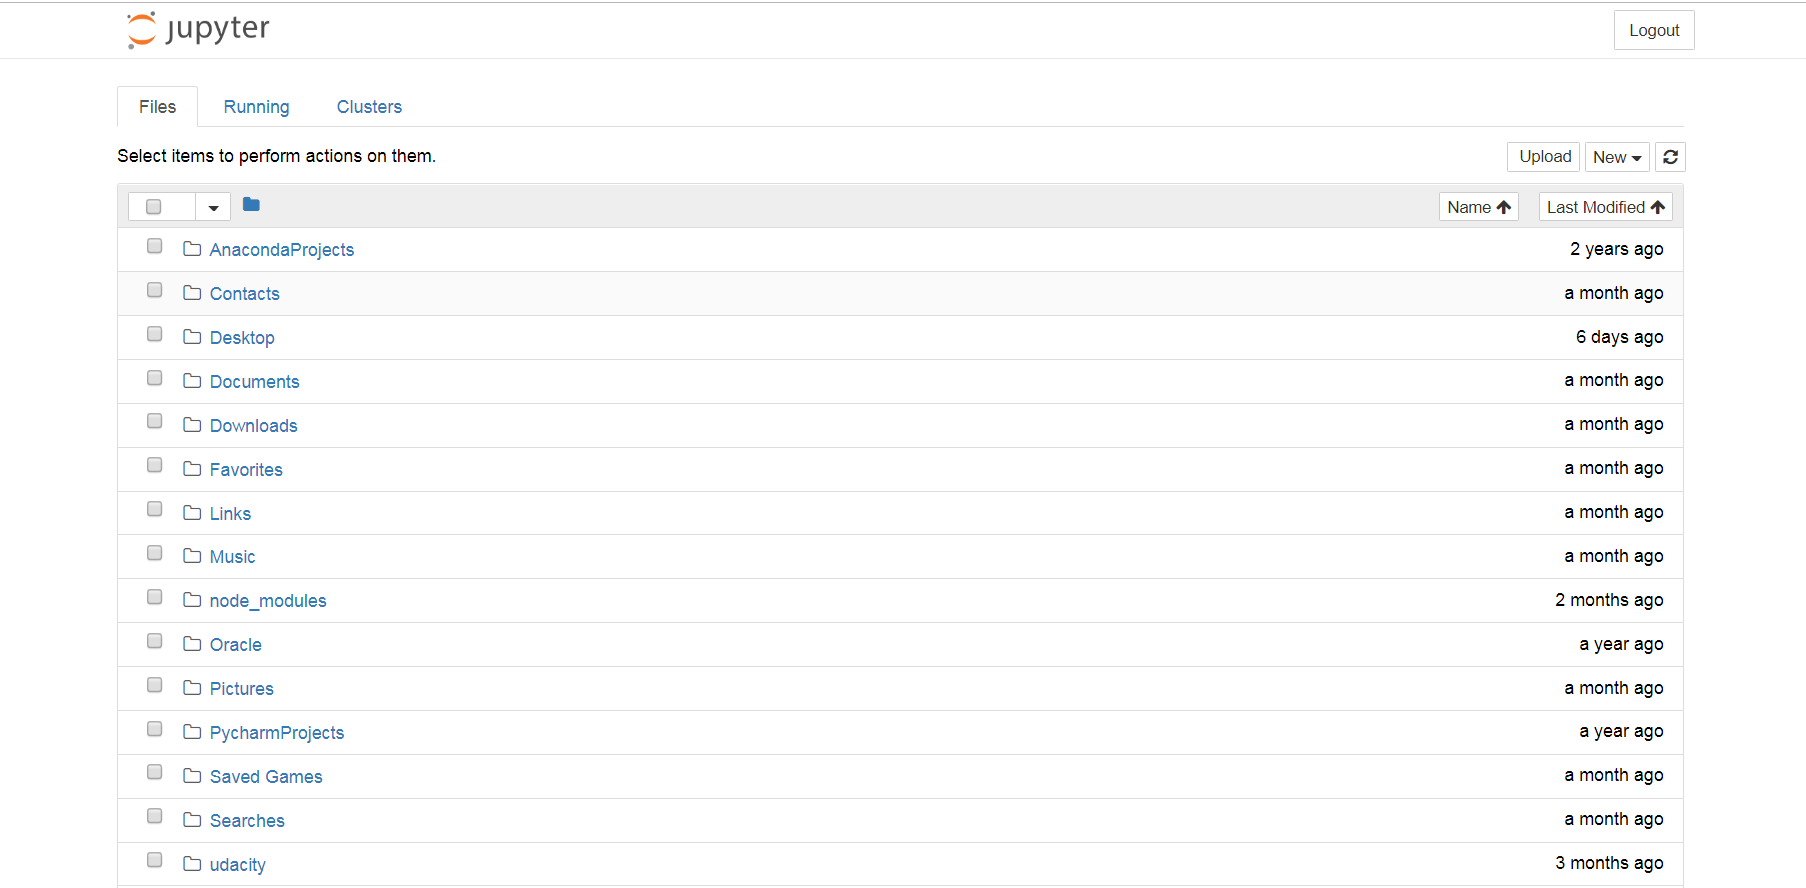 jupyter
Logout
Files Running Clusters
Select items to perform actions on them.
Upload New
Name Last Modified
AnacondaProjects 2 years ago
Contacts a month ago
Desktop 6 days ago
Documents a month ago
Downloads a month ago
Favorites a month ago
Links a month ago
Music a month ago
node_modules 2 months ago
Oracle a year ago
Pictures a month ago
PycharmProjects a year ago
Saved Games a month ago
Searches a month ago
udacity 3 months ago